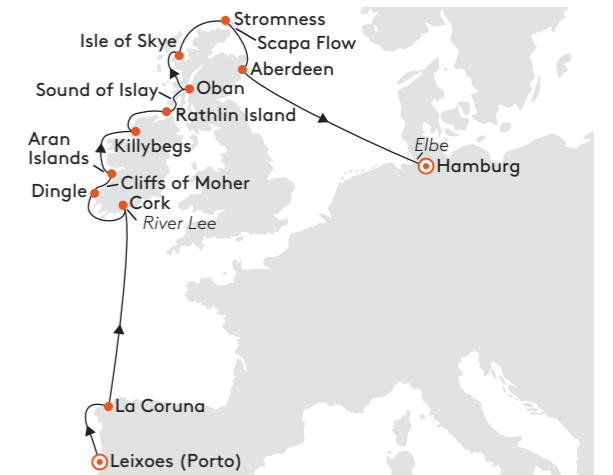 Stromness
Scapa Flow
Isle of Skye
Aberdeen
Sound of Islay
Oban
Rathlin Island
Aran
Islands
Killybegs
Elbe
Hamburg
Cliffs of Moher
Dingle
Cork
River Lee
La Coruna
Leixoes (Porto)